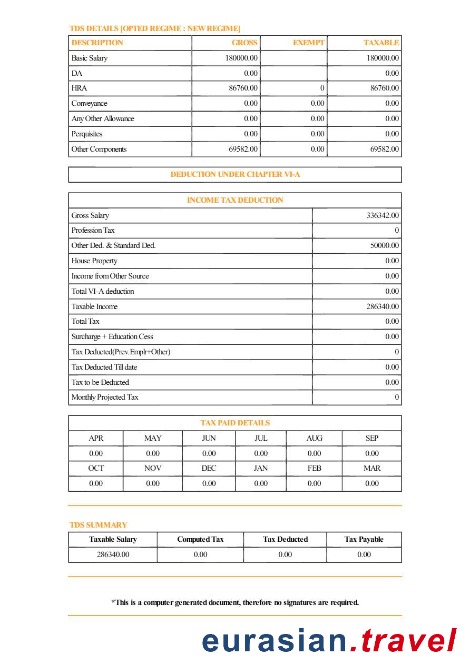 TDS DETAILS [OPTED REGIME : NEW REGIME]
DESCRIPTION GROSS EXEMPT TAXABLE
Basic Salary 180000.00 180000.00
DA 0.00 0.00
HRA 86760.00 0 86760.00
Conveyance 0.00 0.00 0.00
Any Other Allowance 0.00 0.00 0.00
Perquisites 0.00 0.00 0.00
Other Components 69582.00 0.00 69582.00
DEDUCTION UNDER CHAPTER VI-A
INCOME TAX DEDUCTION
Gross Salary 336342.00
Profession Tax 0
Other Ded. & Standard Ded. 50000.00
House Property 0.00
Income from Other Source 0.00
Total VI-A deduction 0.00
Taxable Income 286340.00
Total Tax 0.00
Surcharge + Education Cess 0.00
Tax Deducted(Prev.Emplr+Other) 0
Tax Deducted Till date 0.00
Tax to be Deducted 0.00
Monthly Projected Tax 0
TAX PAID DETAILS
APR MAY JUN JUL AUG SEP
0.00 0.00 0.00 0.00 0.00 0.00
OCT NOV DEC JAN FEB MAR
0.00 0.00 0.00 0.00 0.00 0.00
TDS SUMMARY
Taxable Salary Computed Tax Tax Deducted Tax Payable
286340.00 0.00 0.00 0.00
*This is a computer generated document, therefore no signatures are required.
eurasian.travel